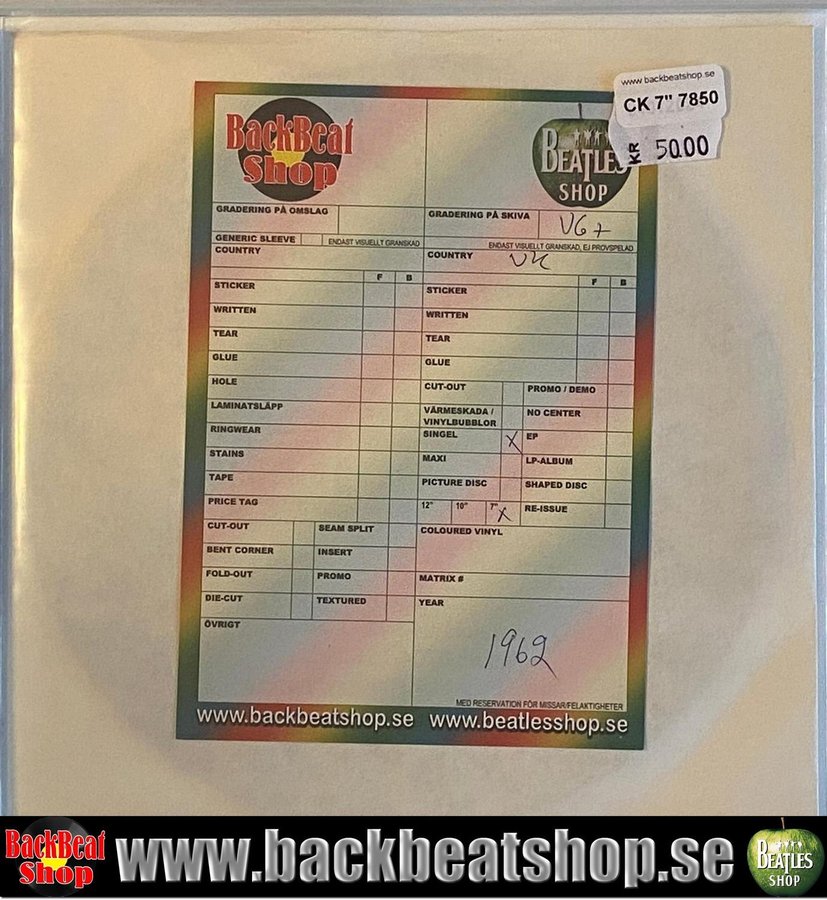 www.backbeatshop.se
CK 7" 7850
KR 50.00
BackBeat
Shop
BEATLES
SHOP
GRADERING PÅ OMSLAG
GRADERING PÅ SKIVA VG+
GENERIC SLEEVE ENDAST VISUELLT GRANSKAD
ENDAST VISUELLT GRANSKAD, EJ PROVSPELAD
COUNTRY
COUNTRY UK
F B
F B
STICKER
STICKER
WRITTEN
WRITTEN
TEAR
TEAR
GLUE
GLUE
HOLE
CUT-OUT PROMO / DEMO
LAMINATSLÄPP
VÄRMESKADA /
VINYLBUBBLOR
NO CENTER
RINGWEAR
SINGEL X EP
STAINS
MAXI LP-ALBUM
TAPE
PICTURE DISC SHAPED DISC
PRICE TAG
12" 10" 7" X RE-ISSUE
CUT-OUT SEAM SPLIT
COLOURED VINYL
BENT CORNER INSERT
FOLD-OUT PROMO
MATRIX #
DIE-CUT TEXTURED
YEAR
ÖVRIGT
1962
MED RESERVATION FÖR MISSAR/FELAKTIGHETER
www.backbeatshop.se www.beatlesshop.se
BackBeat
Shop
www.backbeatshop.se
BEATLES
SHOP